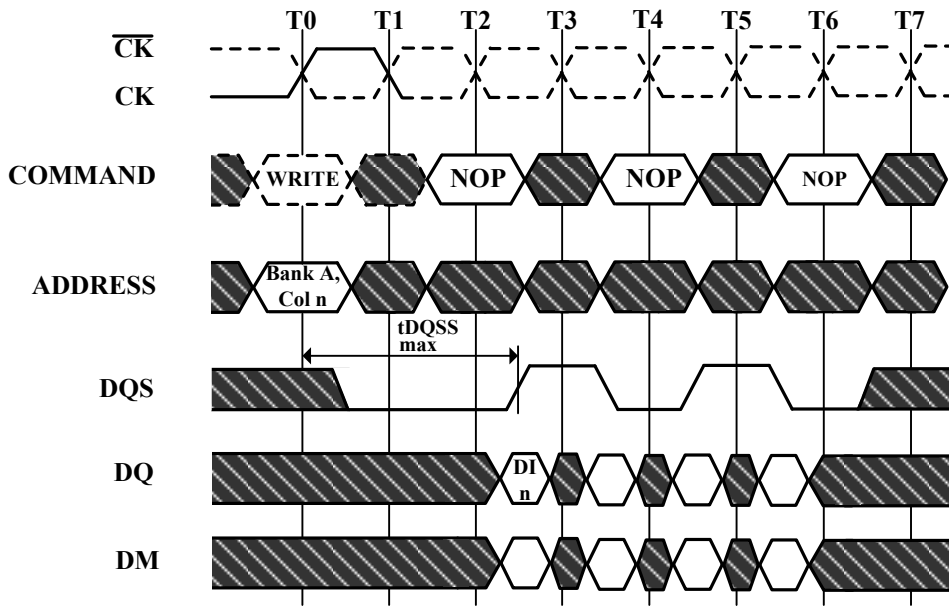 T0 T1 T2 T3 T4 T5 T6 T7
CK
CK
COMMAND
WRITE NOP NOP NOP
ADDRESS
Bank A,
Col n
tDQSS
max
DQS
DQ
DI
n
DM